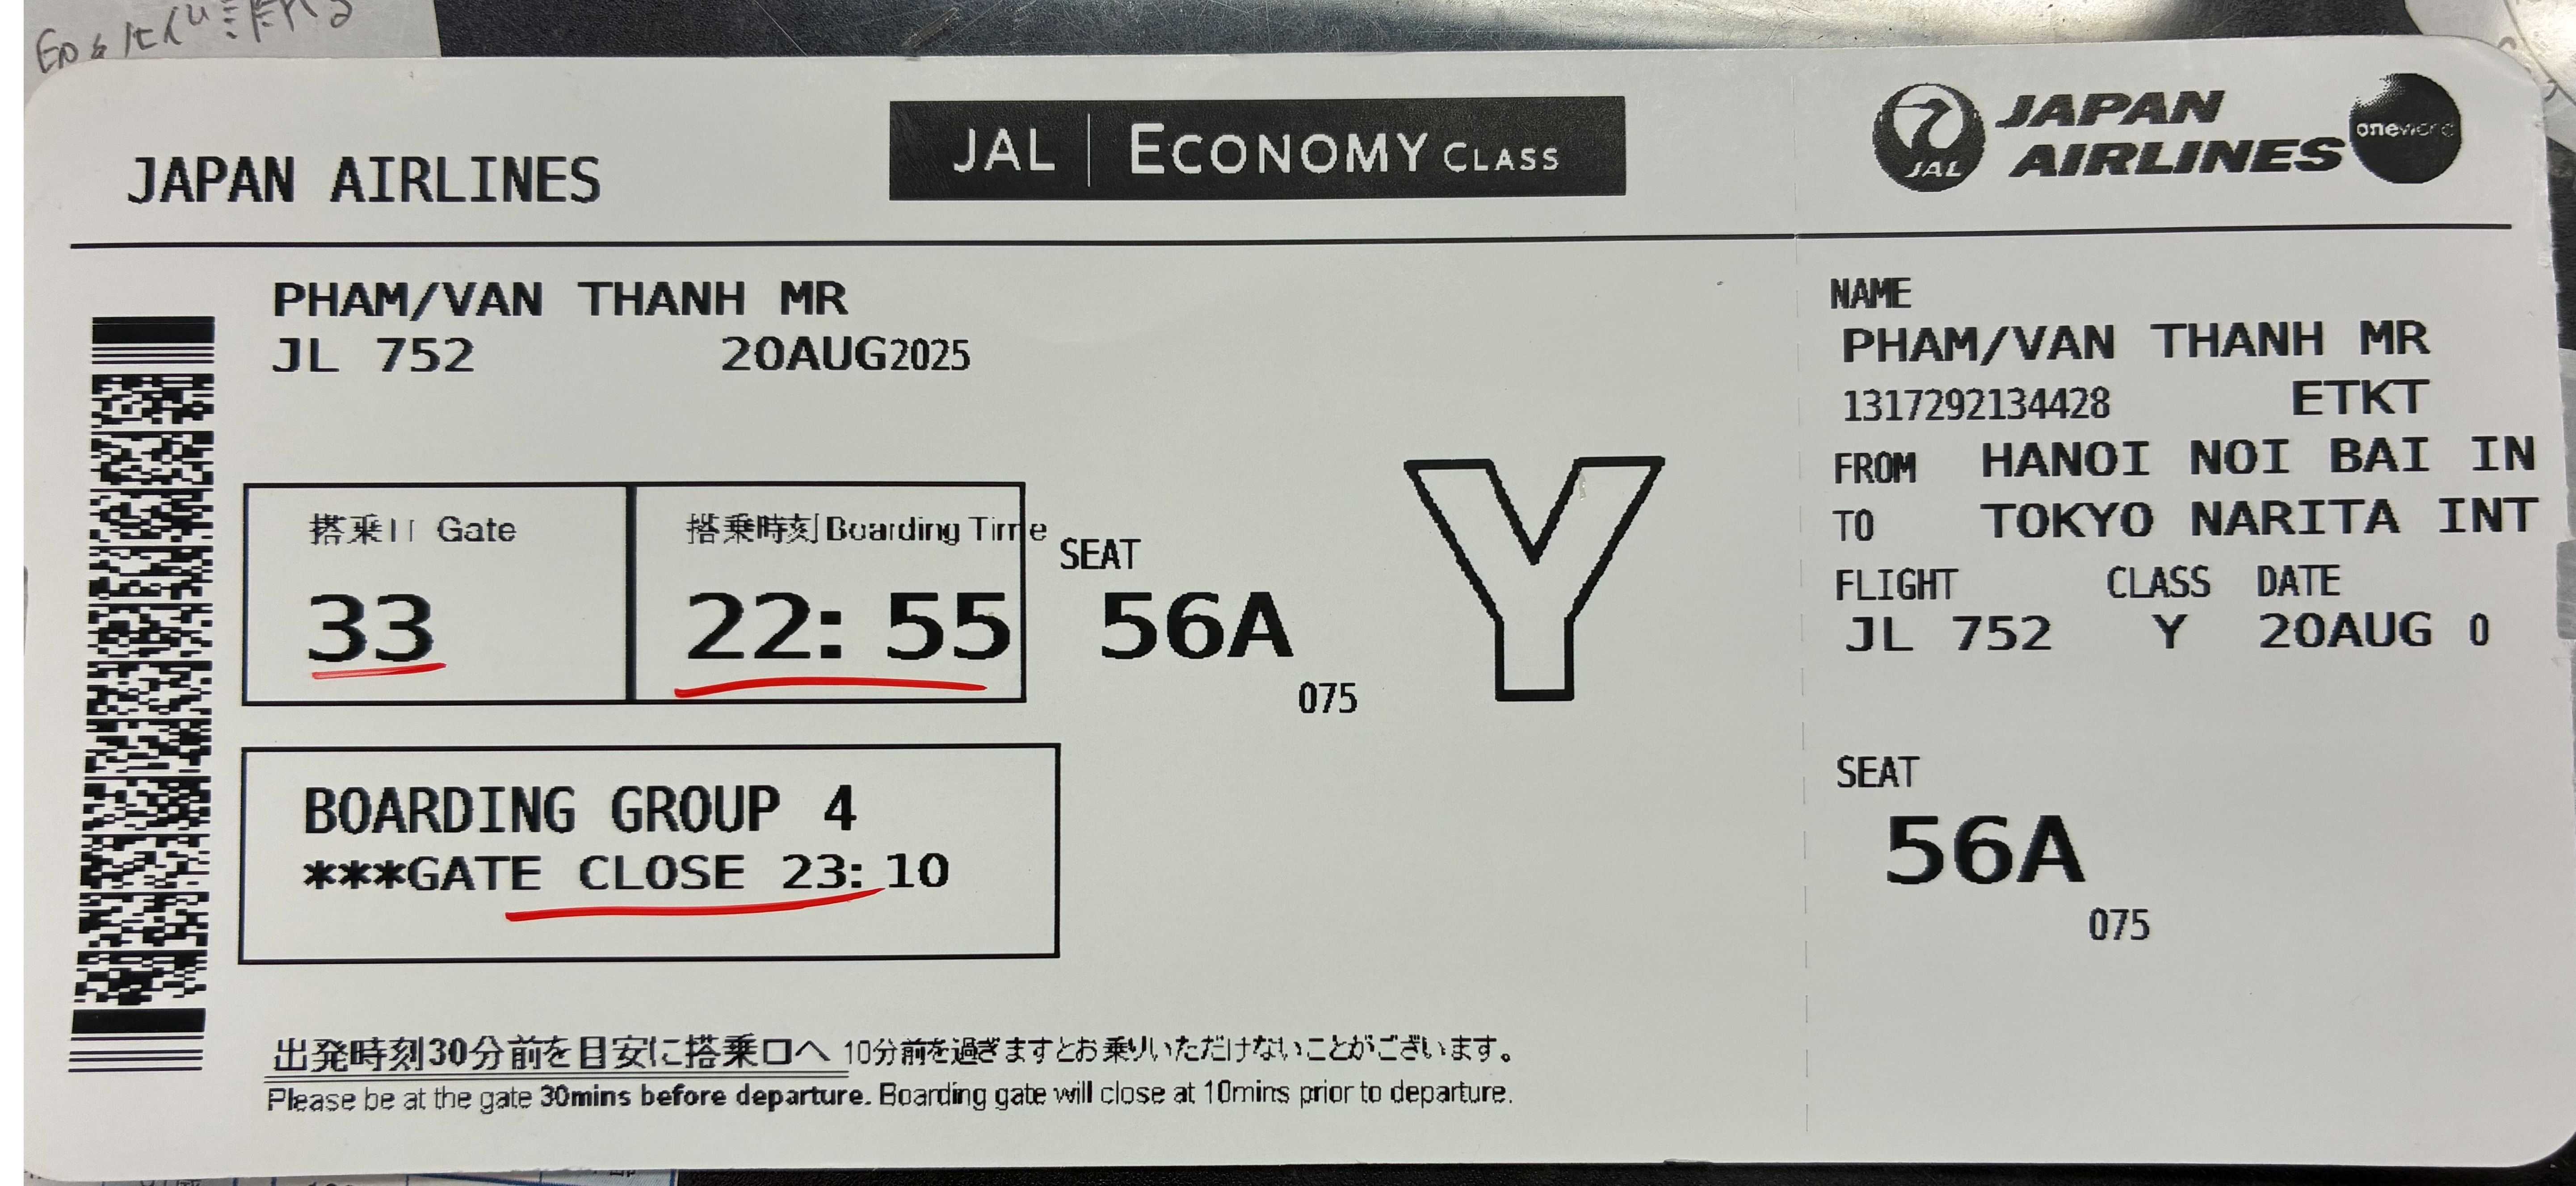 JAPAN AIRLINES
JAL | ECONOMY CLASS
JAL JAPAN AIRLINES oneworld
PHAM/VAN THANH MR
JL 752 20AUG2025
搭乗口 Gate
33
搭乗時刻 Boarding Time
22:55
SEAT
56A
075
Y
BOARDING GROUP 4
***GATE CLOSE 23:10
出発時刻30分前を目安に搭乗口へ 10分前を過ぎますとお乗りいただけないことがございます。
Please be at the gate 30mins before departure. Boarding gate will close at 10mins prior to departure.
NAME
PHAM/VAN THANH MR
1317292134428 ETKT
FROM HANOI NOI BAI IN
TO TOKYO NARITA INT
FLIGHT CLASS DATE
JL 752 Y 20AUG 0
SEAT
56A
075